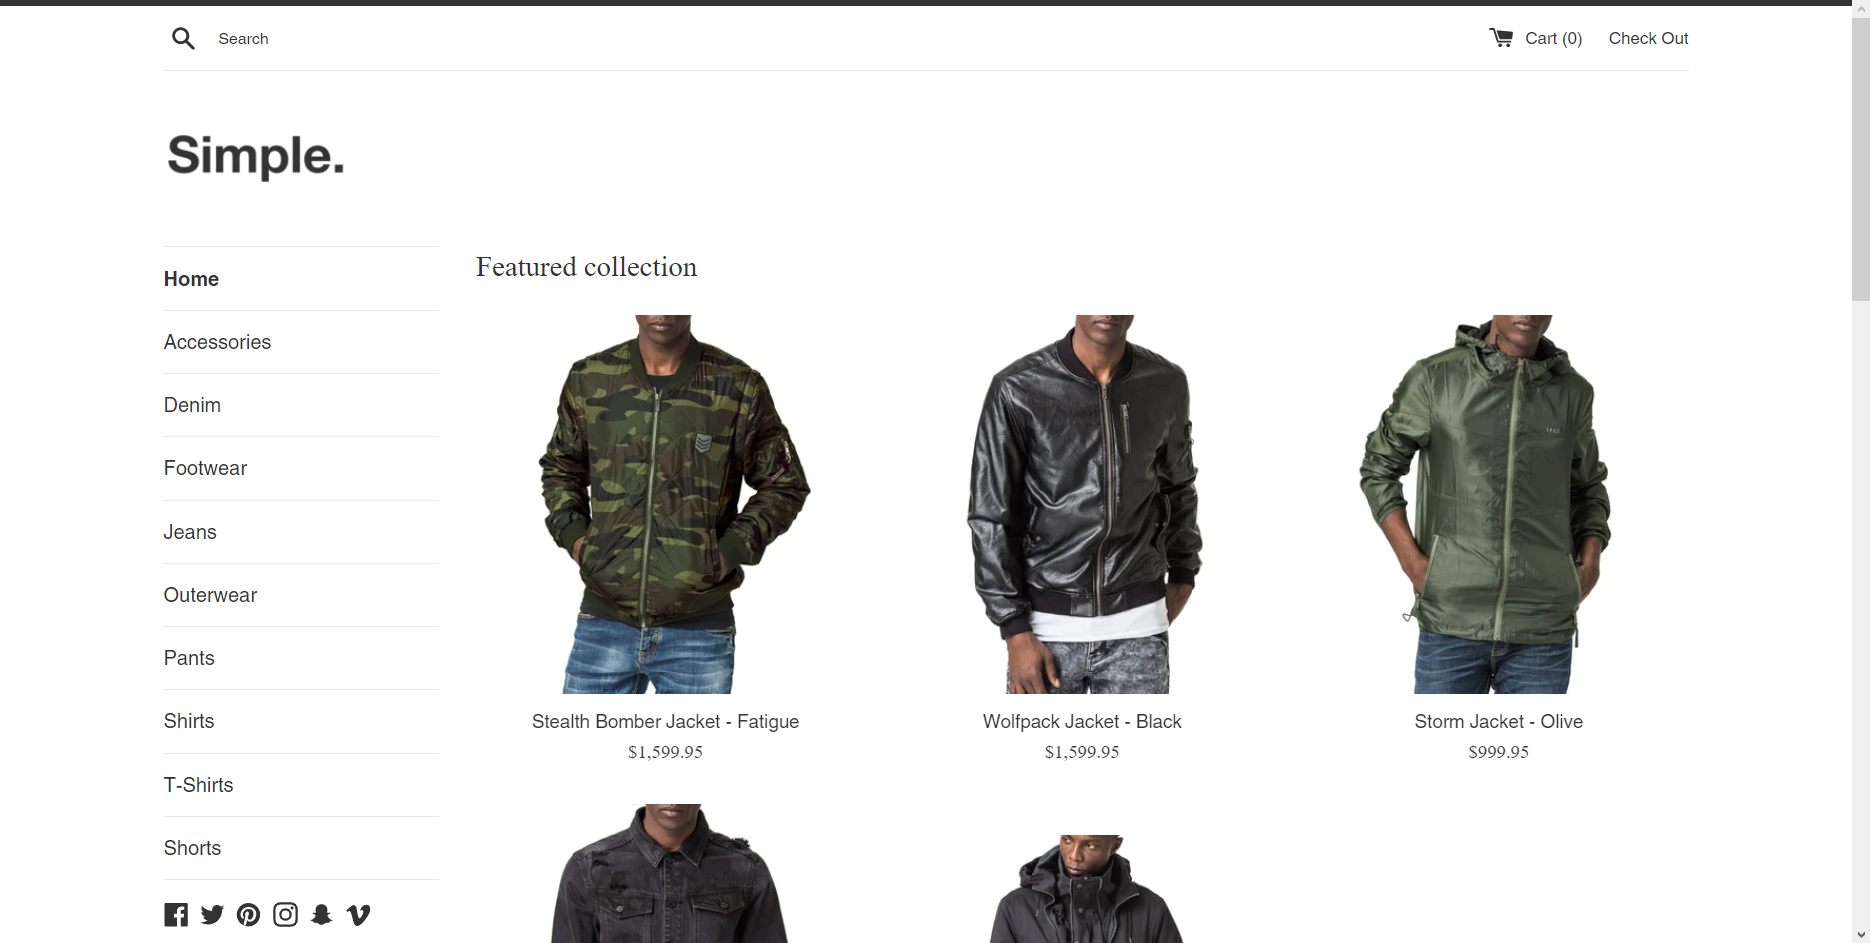 Search
Cart (0)
Check Out
Simple.
Home
Accessories
Denim
Footwear
Jeans
Outerwear
Pants
Shirts
T-Shirts
Shorts
Featured collection
Stealth Bomber Jacket - Fatigue
$1,599.95
Wolfpack Jacket - Black
$1,599.95
Storm Jacket - Olive
$999.95